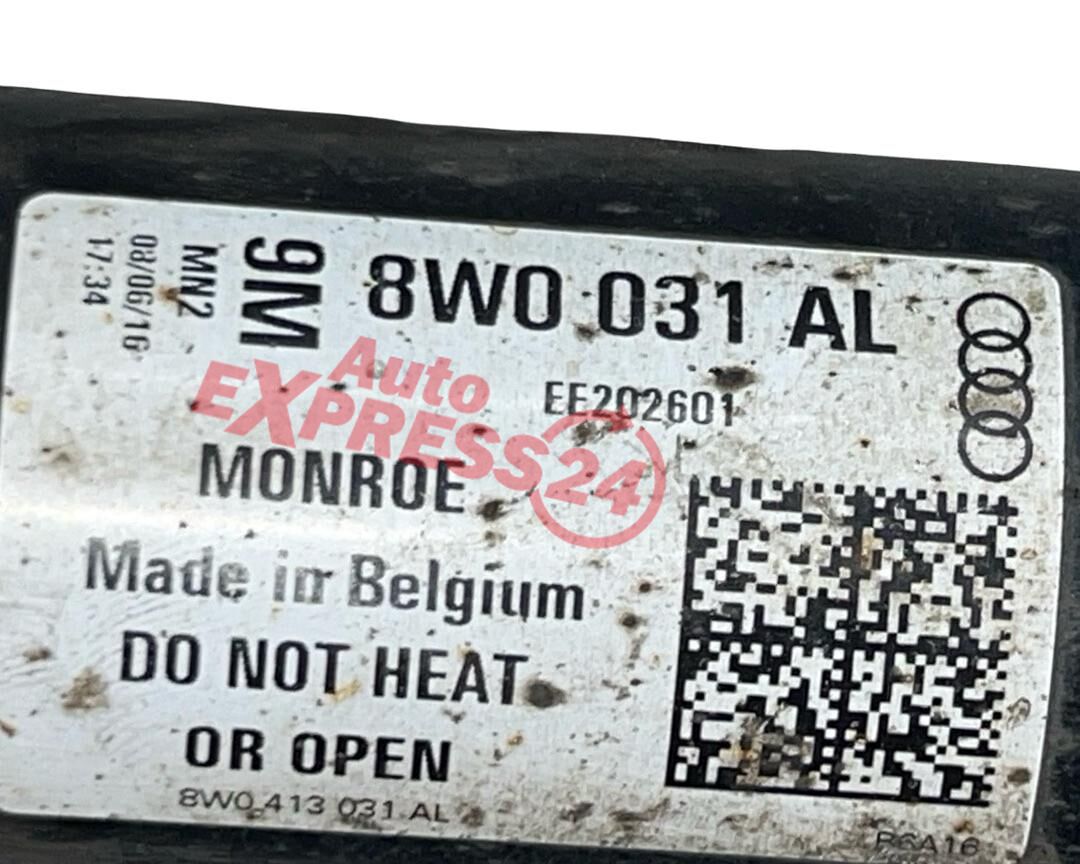 9M
MN2
08/06/16
17:34
8W0 031 AL
EE202601
Auto
EXPRESS24
MONROE
Made in Belgium
DO NOT HEAT
OR OPEN
8W0 413 031 AL